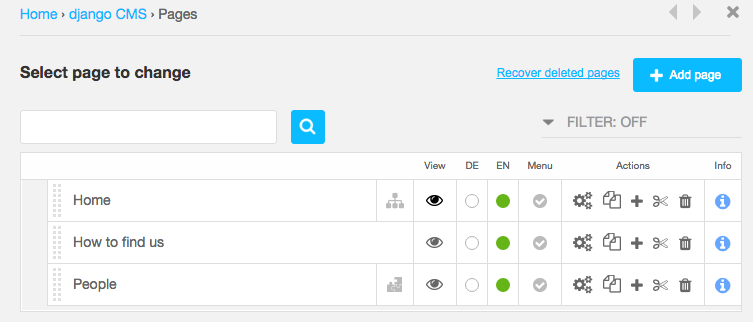 Home › django CMS › Pages
Select page to change
Recover deleted pages
Add page
FILTER: OFF
View DE EN Menu Actions Info
Home
How to find us
People